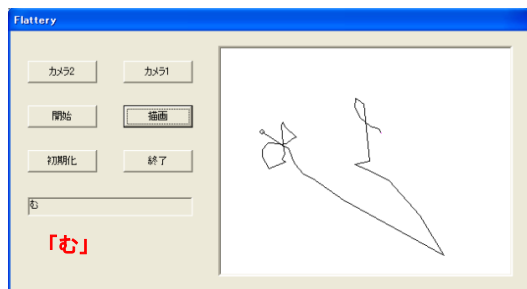 Flattery
カメラ2 カメラ1
開始 描画
初期化 終了
む
「む」